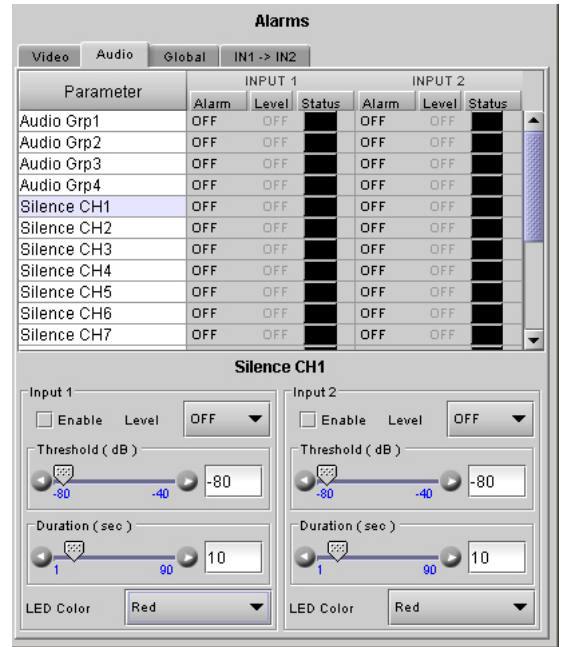 Alarms
Video Audio Global IN1 -> IN2
Parameter INPUT 1 INPUT 2
Alarm Level Status Alarm Level Status
Audio Grp1 OFF OFF OFF OFF
Audio Grp2 OFF OFF OFF OFF
Audio Grp3 OFF OFF OFF OFF
Audio Grp4 OFF OFF OFF OFF
Silence CH1 OFF OFF OFF OFF
Silence CH2 OFF OFF OFF OFF
Silence CH3 OFF OFF OFF OFF
Silence CH4 OFF OFF OFF OFF
Silence CH5 OFF OFF OFF OFF
Silence CH6 OFF OFF OFF OFF
Silence CH7 OFF OFF OFF OFF
Silence CH1
Input 1 Input 2
Enable Level OFF Enable Level OFF
Threshold ( dB ) Threshold ( dB )
-80 -80
-80 -40 -80 -40
Duration ( sec ) Duration ( sec )
10 10
1 90 1 90
LED Color Red LED Color Red